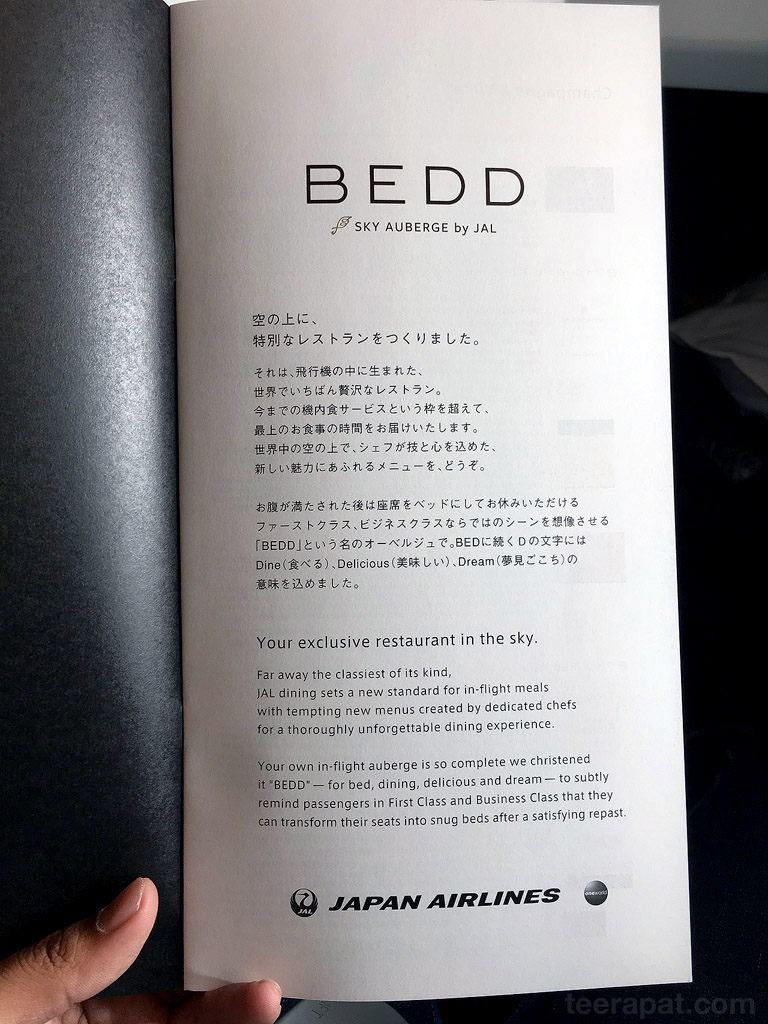 BEDD
SKY AUBERGE by JAL
空の上に、
特別なレストランをつくりました。
それは、飛行機の中に生まれた、
世界でいちばん贅沢なレストラン。
今までの機内食サービスという枠を超えて、
最上のお食事の時間をお届けいたします。
世界中の空の上で、シェフが技と心を込めた、
新しい魅力にあふれるメニューを、どうぞ。
お腹が満たされた後は座席をベッドにしてお休みいただける
ファーストクラス、ビジネスクラスならではのシーンを想像させる
「BEDD」という名のオーベルジュで。BEDに続くDの文字には
Dine(食べる)、Delicious(美味しい)、Dream(夢見ごこち)の
意味を込めました。
Your exclusive restaurant in the sky.
Far away the classiest of its kind,
JAL dining sets a new standard for in-flight meals
with tempting new menus created by dedicated chefs
for a thoroughly unforgettable dining experience.
Your own in-flight auberge is so complete we christened
it "BEDD" — for bed, dining, delicious and dream — to subtly
remind passengers in First Class and Business Class that they
can transform their seats into snug beds after a satisfying repast.
JAL JAPAN AIRLINES oneworld
teerapat.com